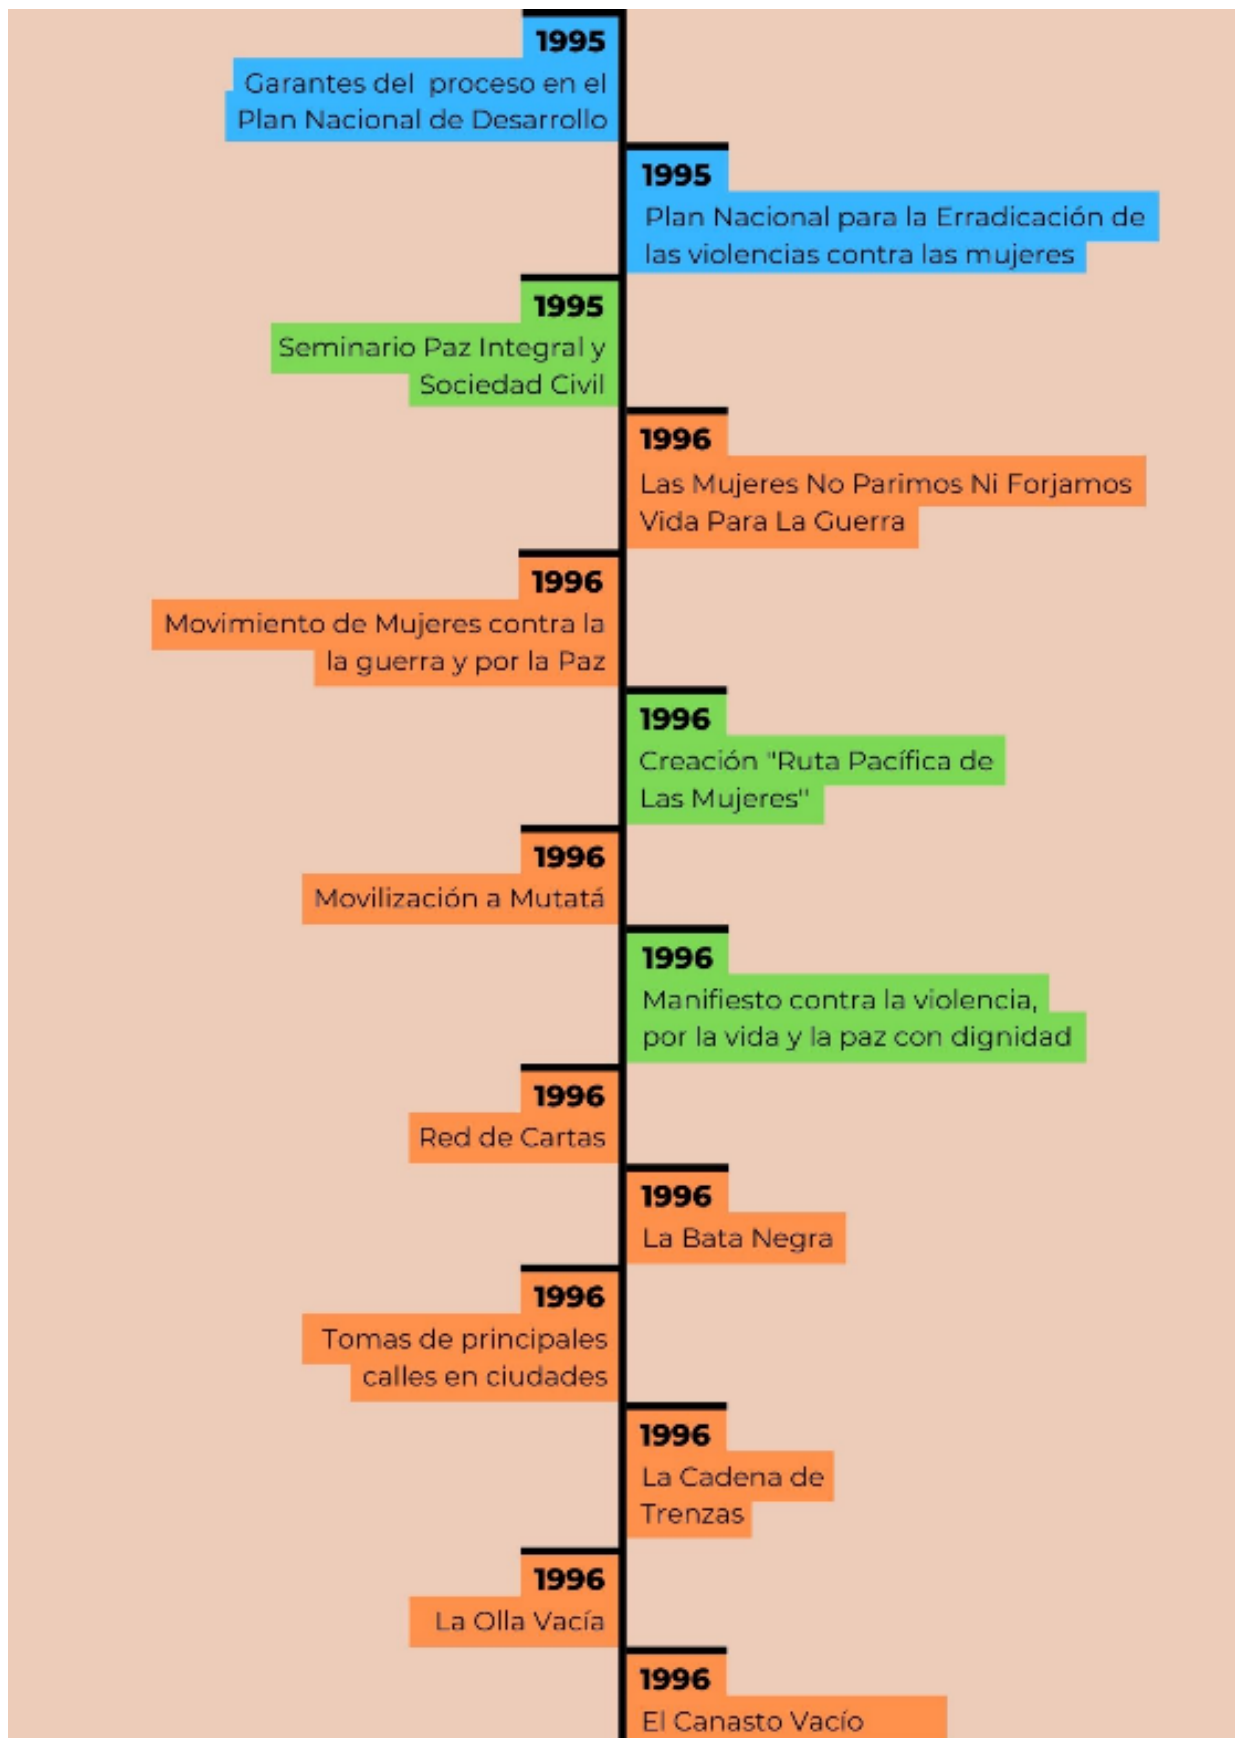 1995
Garantes del proceso en el
Plan Nacional de Desarrollo
1995
Plan Nacional para la Erradicación de
las violencias contra las mujeres
1995
Seminario Paz Integral y
Sociedad Civil
1996
Las Mujeres No Parimos Ni Forjamos
Vida Para La Guerra
1996
Movimiento de Mujeres contra la
la guerra y por la Paz
1996
Creación "Ruta Pacífica de
Las Mujeres"
1996
Movilización a Mutatá
1996
Manifiesto contra la violencia,
por la vida y la paz con dignidad
1996
Red de Cartas
1996
La Bata Negra
1996
Tomas de principales
calles en ciudades
1996
La Cadena de
Trenzas
1996
La Olla Vacía
1996
El Canasto Vacío